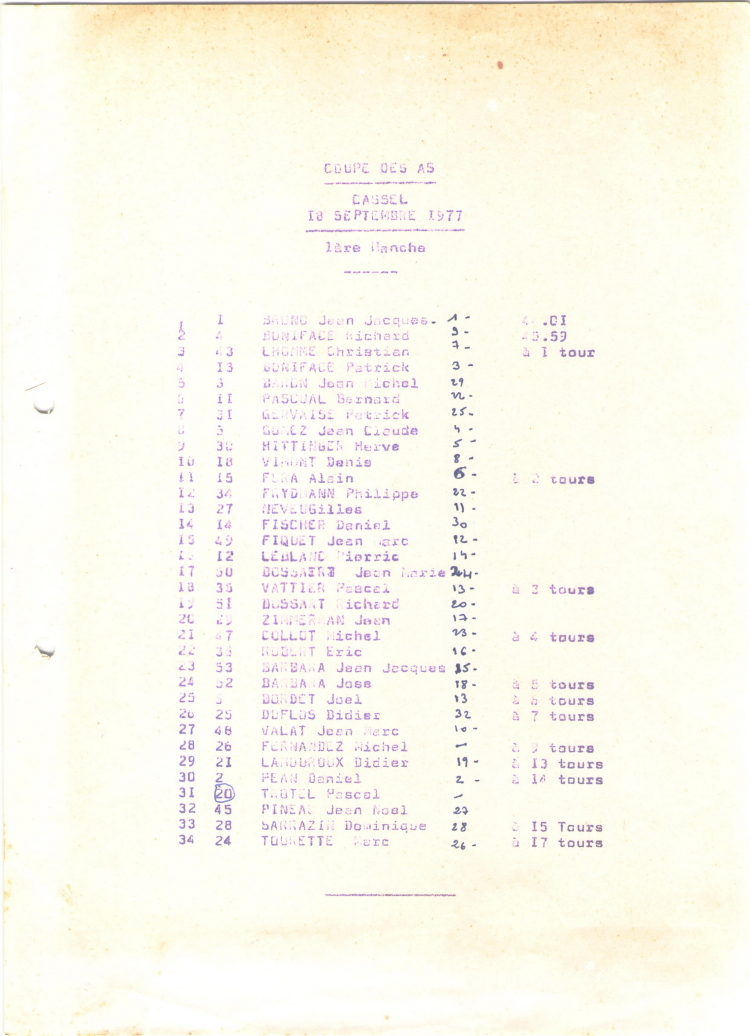 COUPE DES AS
CASSEL
18 SEPTEMBRE 1977
1ère Manche
1 1 BRUNO Jean Jacques. 1 - .01
2 4 BONIFACE Richard 9 - 45.59
3 43 LHOMME Christian 7 - à 1 tour
4 13 BONIFACE Patrick 3 -
5 3 BARON Jean Michel 29
6 11 PASCUAL Bernard
7 31 GERVAISE Patrick 25 -
8 Jean Claude 4 -
9 30 HITTINGER Herve 5 -
10 18 VIMONT Denis 8 -
11 15 Alain 6 - à 2 tours
12 34 FRYDMANN Philippe 22 -
13 27 NEVEUGilles 11 -
14 14 FISCHER Daniel 30
15 49 FIQUET Jean Marc 12 -
12 LEBLANC Pierric 14 -
17 50 BOSSAERT Jean Marie
18 35 VATTIER Pascal 13 - à 3 tours
19 51 BOSSART Richard 20 -
20 29 ZIMMERMAN Jean 17 -
21 47 COLLOT Michel 23 - à 4 tours
22 ROBERT Eric 16 -
23 53 BARBARA Jean Jacques -
24 52 BARBARA Jose 18 - à 5 tours
25 BORDET Joel 13 à 6 tours
26 25 DUFLOS Didier 32 à 7 tours
27 48 VALAT Jean Marc 10 -
28 26 FERNANDEZ Michel - à 9 tours
29 21 LANDUROUX Didier 19 - à 13 tours
30 2 PEAN Daniel 2 - à 14 tours
31 20 TROTEL Pascal -
32 45 PINEAU Jean Noel 27
33 28 SARRAZIN Dominique 28 à 15 Tours
34 24 TOURETTE Marc 26 - à 17 tours